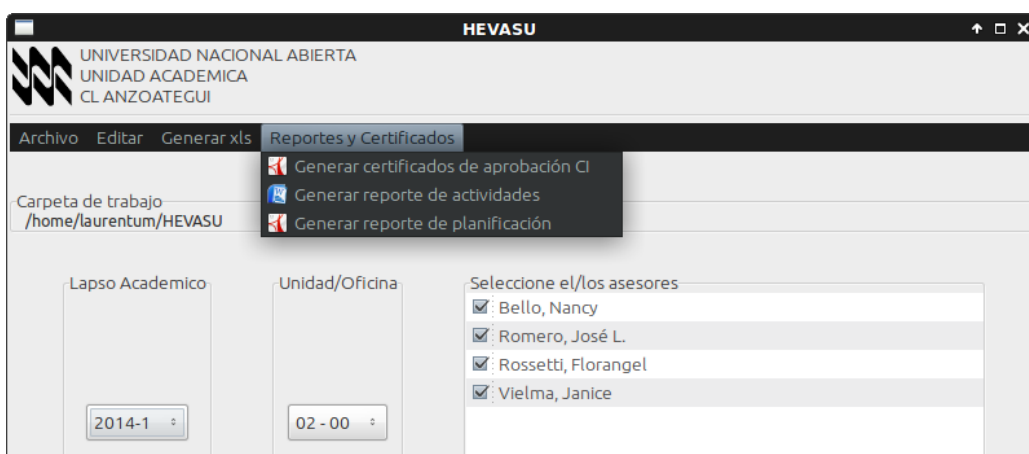 HEVASU
UNIVERSIDAD NACIONAL ABIERTA
UNIDAD ACADEMICA
CL ANZOATEGUI
Archivo Editar Generar xls Reportes y Certificados
Generar certificados de aprobación CI
Generar reporte de actividades
Generar reporte de planificación
Carpeta de trabajo
/home/laurentum/HEVASU
Lapso Academico
2014-1
Unidad/Oficina
02 - 00
Seleccione el/los asesores
Bello, Nancy
Romero, José L.
Rossetti, Florangel
Vielma, Janice